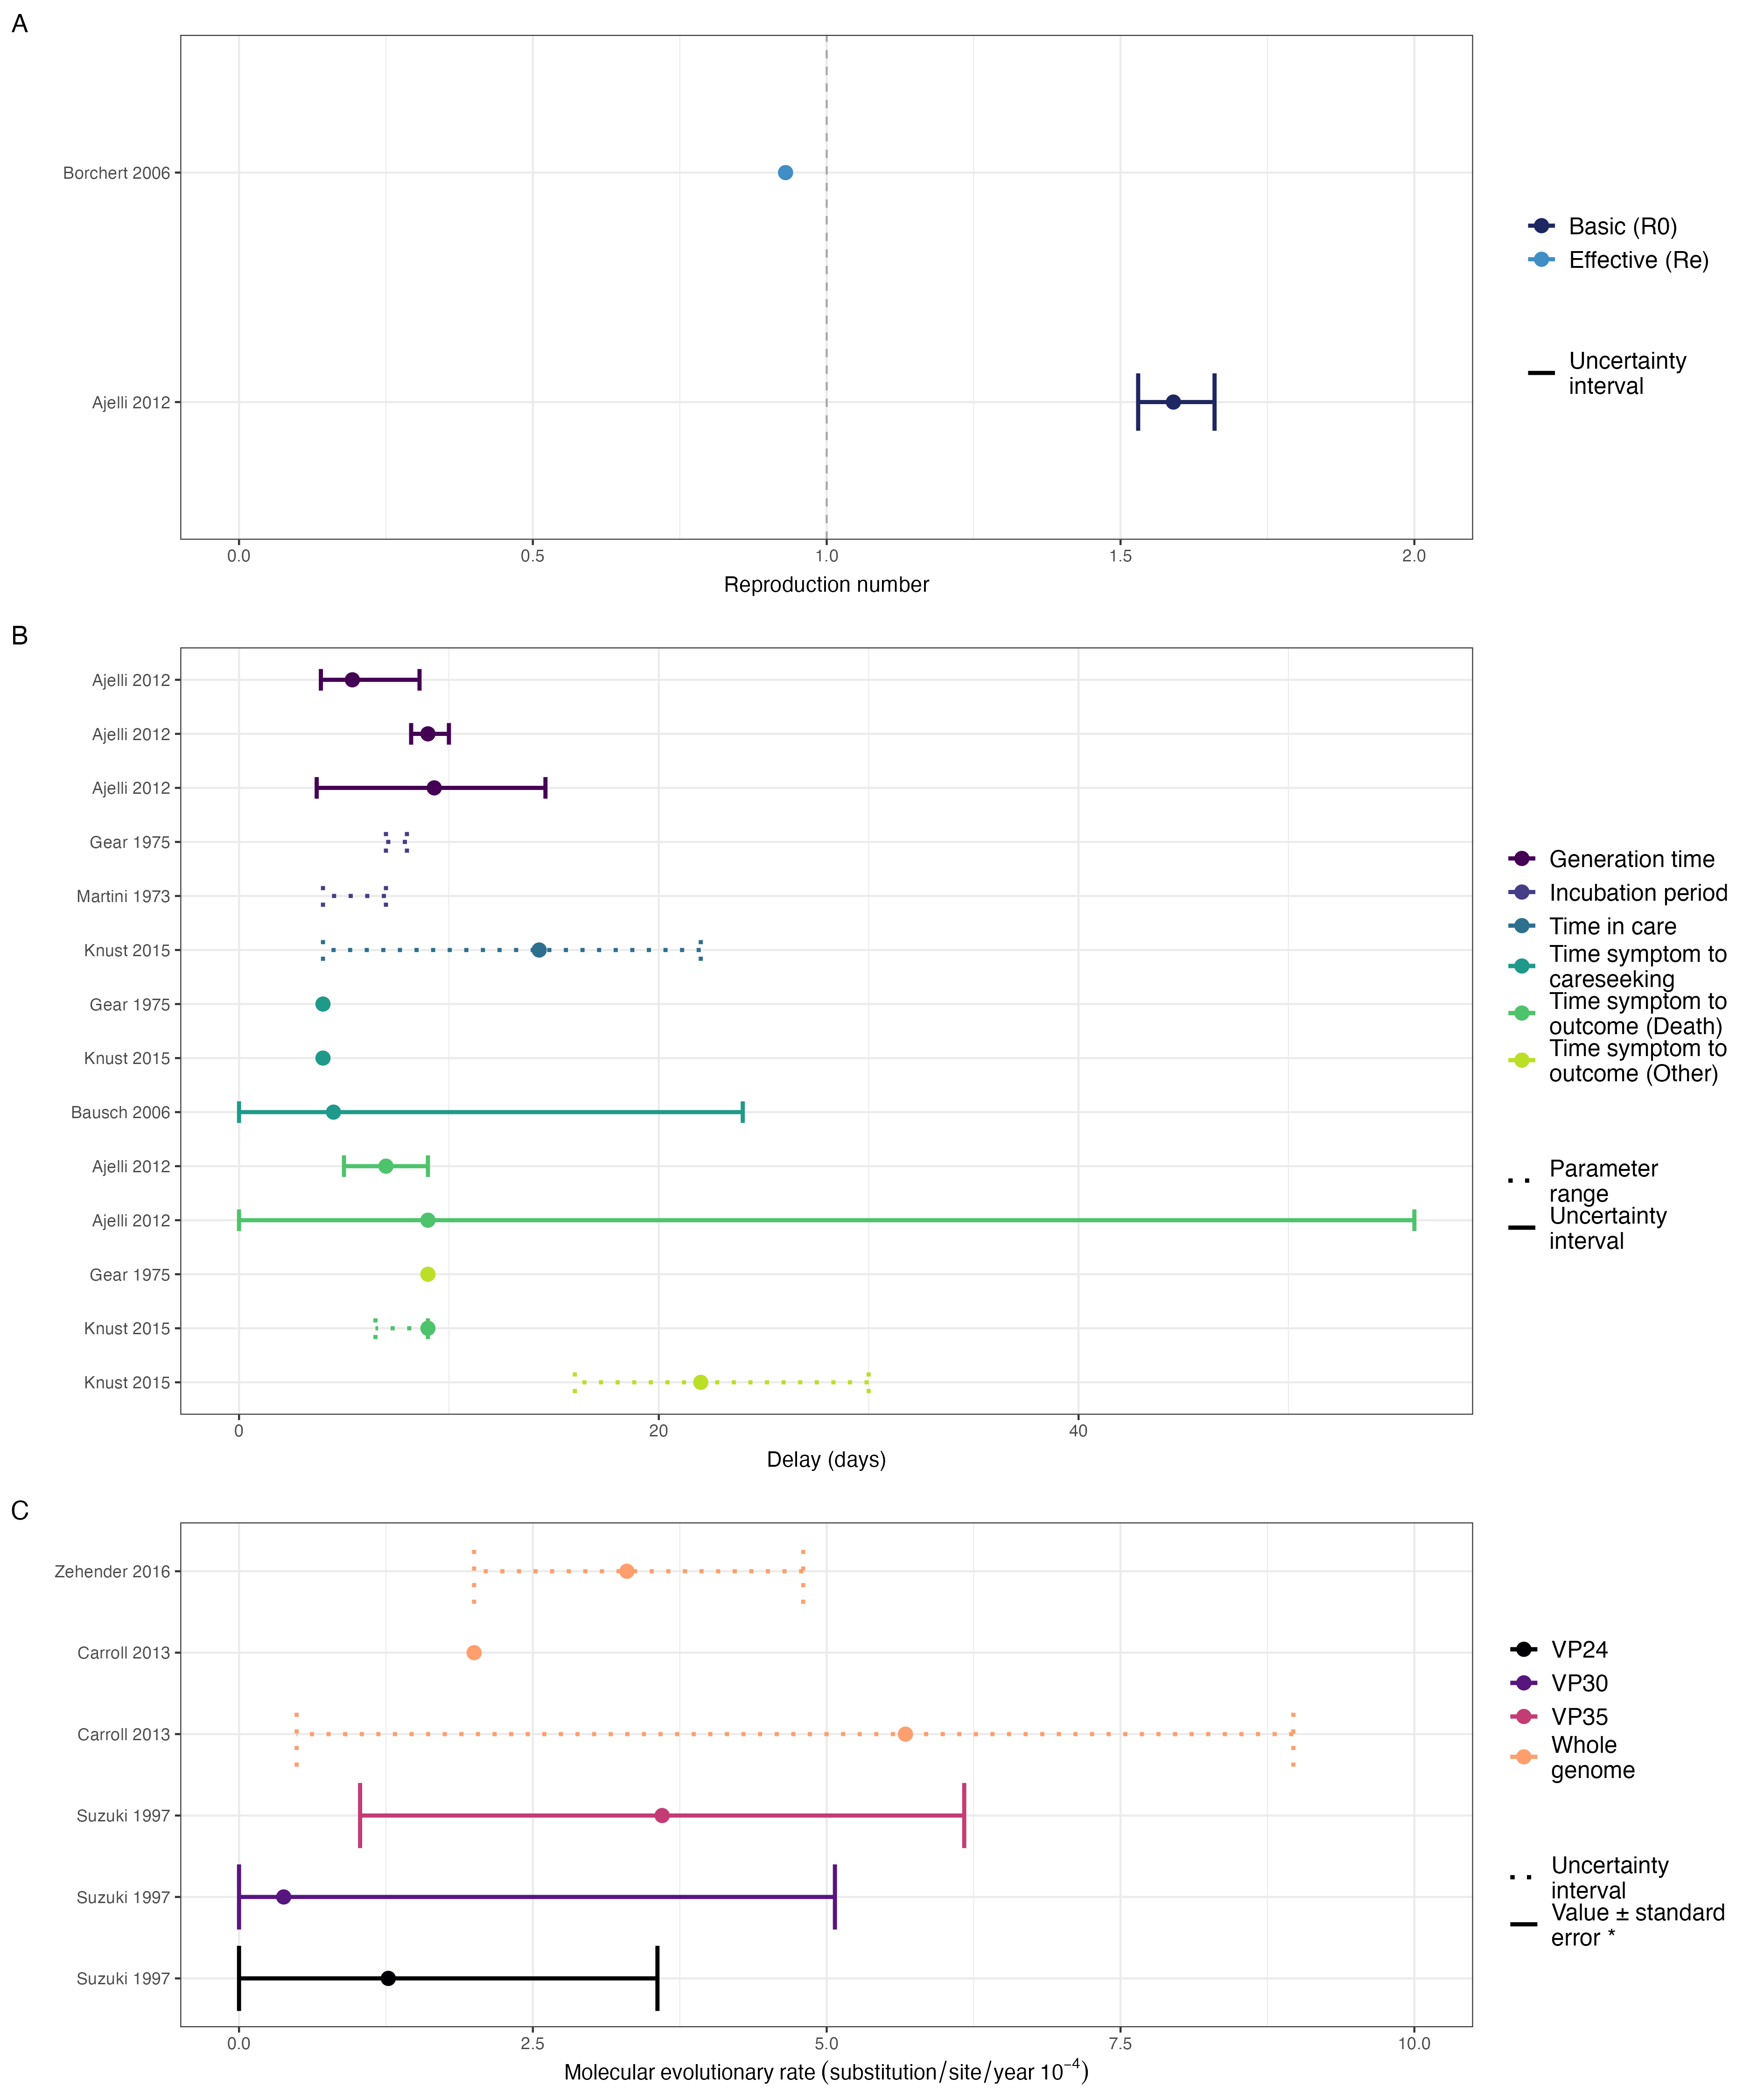 A
Borchert 2006
Ajelli 2012
0.0
0.5
1.0
1.5
2.0
Reproduction number
Basic (R0)
Effective (Re)
Uncertainty
interval
B
Ajelli 2012
Ajelli 2012
Ajelli 2012
Gear 1975
Martini 1973
Knust 2015
Gear 1975
Knust 2015
Bausch 2006
Ajelli 2012
Ajelli 2012
Gear 1975
Knust 2015
Knust 2015
0
20
40
Delay (days)
Generation time
Incubation period
Time in care
Time symptom to
careseeking
Time symptom to
outcome (Death)
Time symptom to
outcome (Other)
Parameter
range
Uncertainty
interval
C
Zehender 2016
Carroll 2013
Carroll 2013
Suzuki 1997
Suzuki 1997
Suzuki 1997
0.0
2.5
5.0
7.5
10.0
Molecular evolutionary rate (substitution/site/year 10⁻⁴)
VP24
VP30
VP35
Whole
genome
Uncertainty
interval
Value ± standard
error *